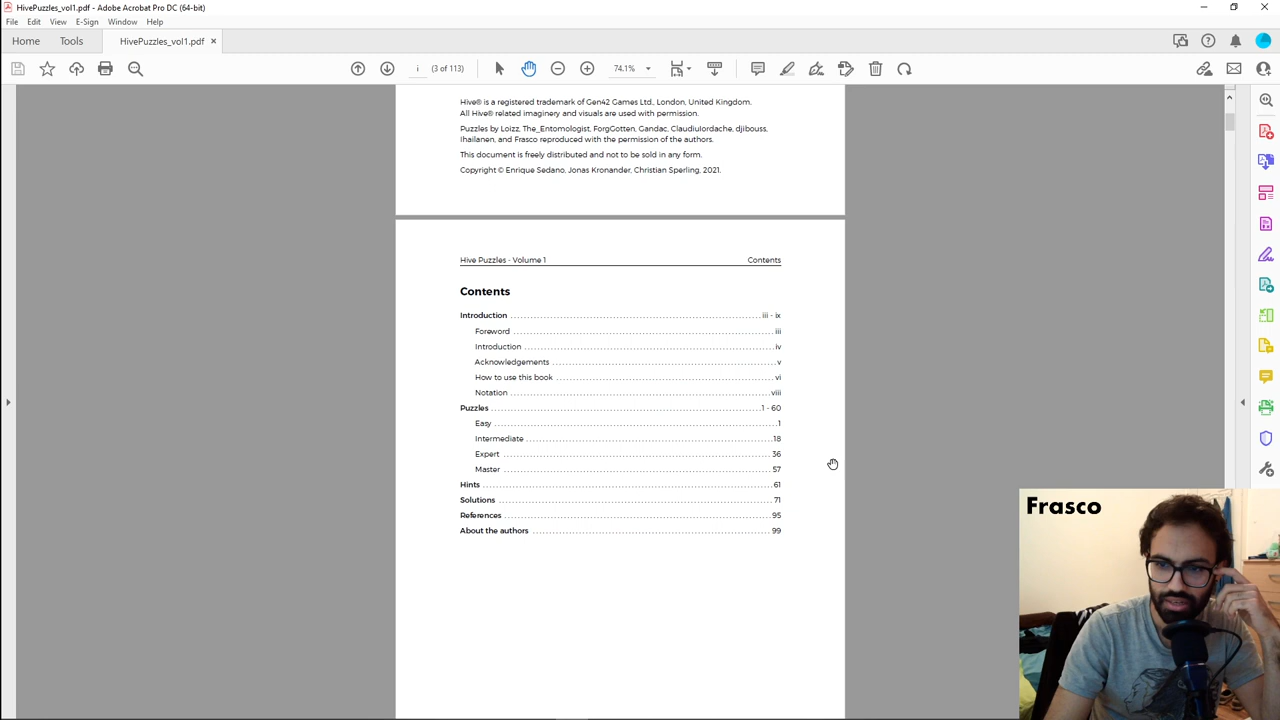 HivePuzzles_vol1.pdf - Adobe Acrobat Pro DC (64-bit)
File Edit View E-Sign Window Help
Home Tools HivePuzzles_vol1.pdf
i (3 of 113) 74.1%
Hive® is a registered trademark of Gen42 Games Ltd., London, United Kingdom.
All Hive® related imaginery and visuals are used with permission.
Puzzles by Loizz, The_Entomologist, ForgGotten, Gandac, ClaudiuIordache, djibouss,
lhailanen, and Frasco reproduced with the permission of the authors.
This document is freely distributed and not to be sold in any form.
Copyright © Enrique Sedano, Jonas Kronander, Christian Sperling, 2021.
Hive Puzzles - Volume 1 Contents
Contents
Introduction iii - ix
Foreword iii
Introduction iv
Acknowledgements v
How to use this book vi
Notation viii
Puzzles 1 - 60
Easy 1
Intermediate 18
Expert 36
Master 57
Hints 61
Solutions 71
References 95
About the authors 99
Frasco